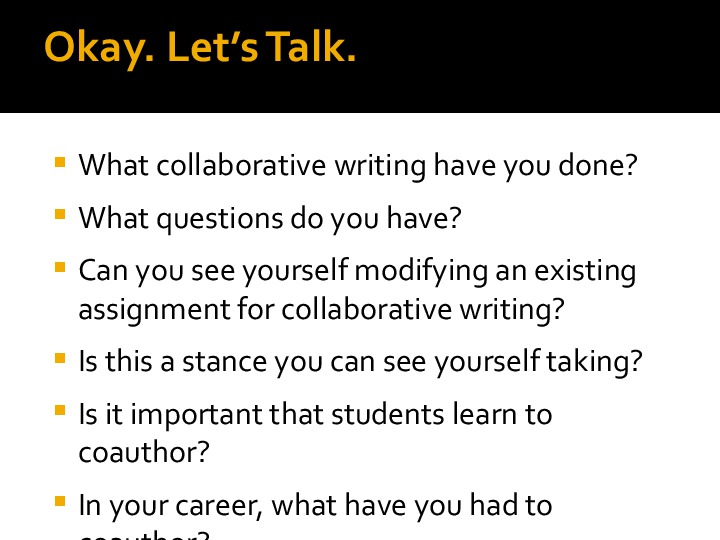 Okay. Let’s Talk.
What collaborative writing have you done?
What questions do you have?
Can you see yourself modifying an existing
assignment for collaborative writing?
Is this a stance you can see yourself taking?
Is it important that students learn to
coauthor?
In your career, what have you had to
coauthor?